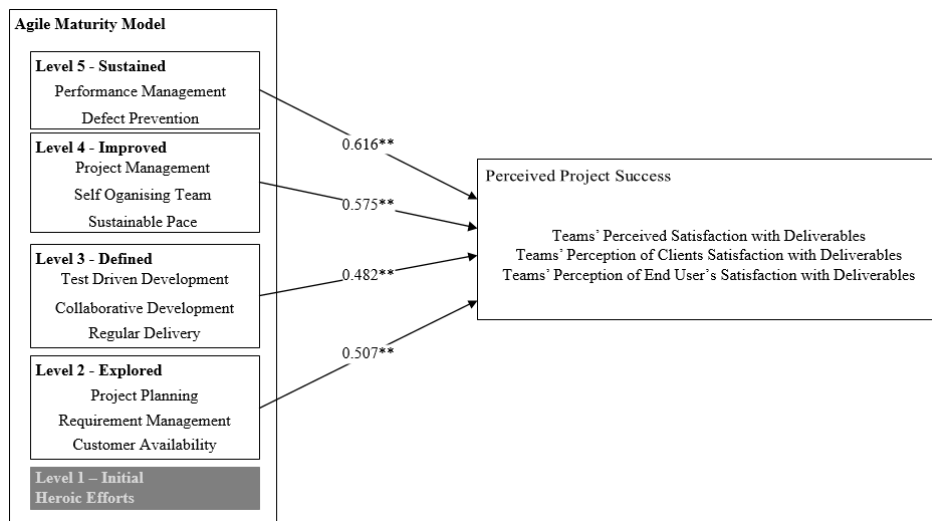 Agile Maturity Model
Level 5 - Sustained
Performance Management
Defect Prevention
Level 4 - Improved
Project Management
Self Oganising Team
Sustainable Pace
Level 3 - Defined
Test Driven Development
Collaborative Development
Regular Delivery
Level 2 - Explored
Project Planning
Requirement Management
Customer Availability
Level 1 – Initial
Heroic Efforts
0.616**
0.575**
0.482**
0.507**
Perceived Project Success
Teams’ Perceived Satisfaction with Deliverables
Teams’ Perception of Clients Satisfaction with Deliverables
Teams’ Perception of End User’s Satisfaction with Deliverables